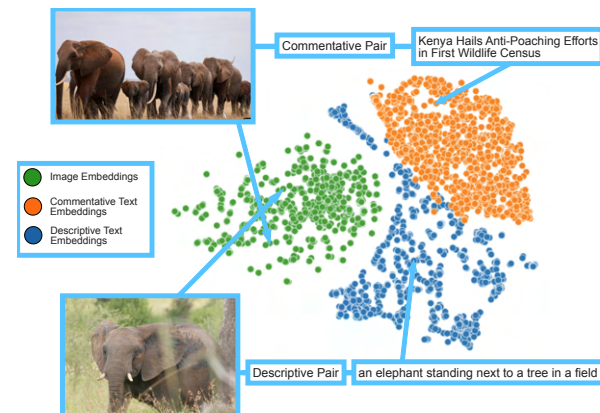 Commentative Pair
Kenya Hails Anti-Poaching Efforts
in First Wildlife Census
Image Embeddings
Commentative Text
Embeddings
Descriptive Text
Embeddings
Descriptive Pair
an elephant standing next to a tree in a field